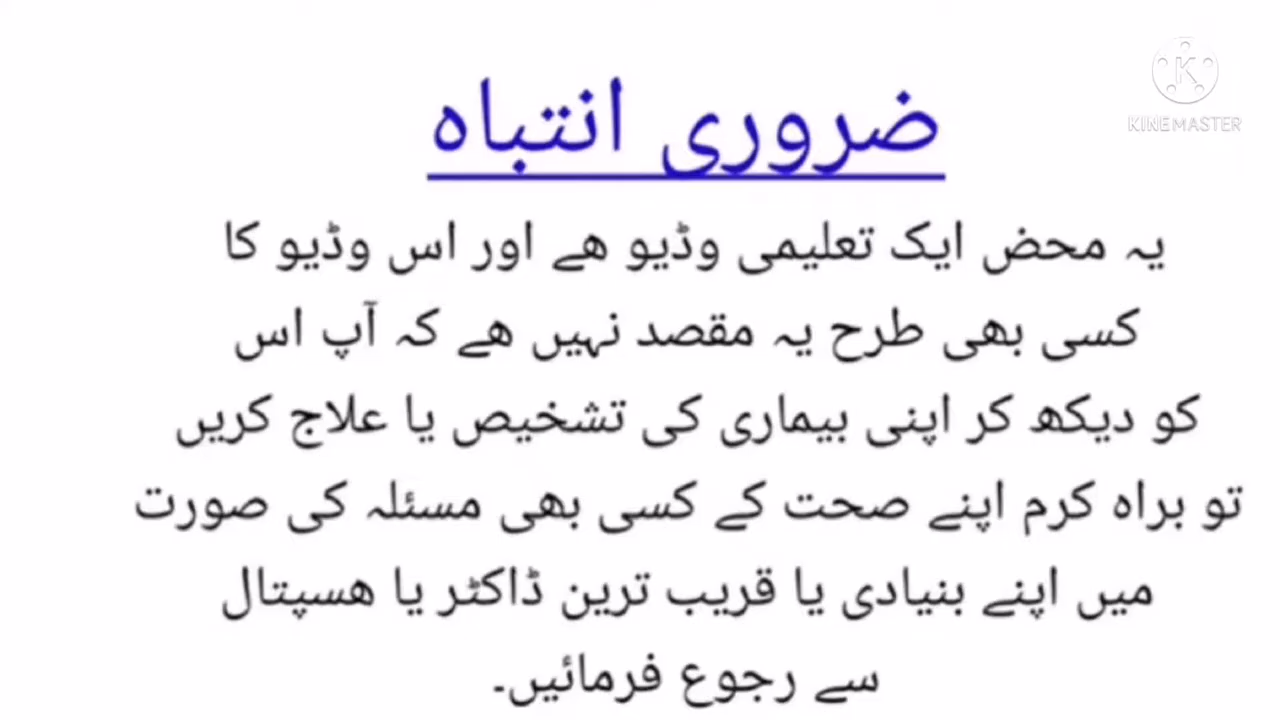 ضروری انتباہ
KINEMASTER
یہ محض ایک تعلیمی وڈیو ھے اور اس وڈیو کا
کسی بھی طرح یہ مقصد نہیں ھے کہ آپ اس
کو دیکھ کر اپنی بیماری کی تشخیص یا علاج کریں
تو براہ کرم اپنے صحت کے کسی بھی مسئلہ کی صورت
میں اپنے بنیادی یا قریب ترین ڈاکٹر یا ھسپتال
سے رجوع فرمائیں۔